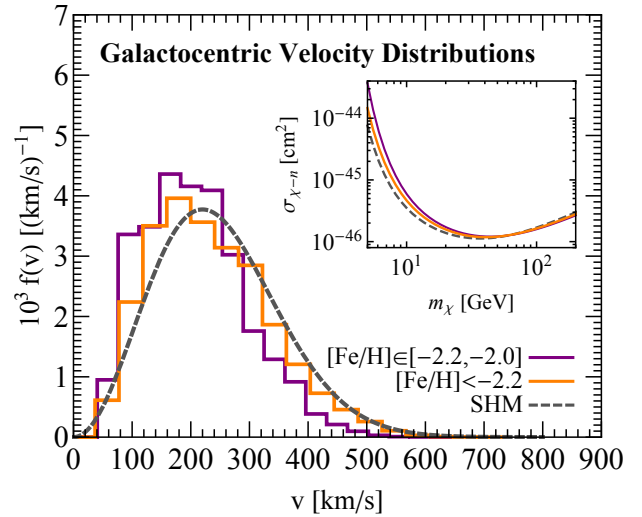 Galactocentric Velocity Distributions
10³ f(v) [(km/s)⁻¹]
7
6
5
4
3
2
1
0
0 100 200 300 400 500 600 700 800 900
v [km/s]
σχ−n [cm²]
10⁻⁴⁴
10⁻⁴⁵
10⁻⁴⁶
10¹ 10²
mχ [GeV]
[Fe/H]∈[−2.2,−2.0]
[Fe/H]<−2.2
SHM